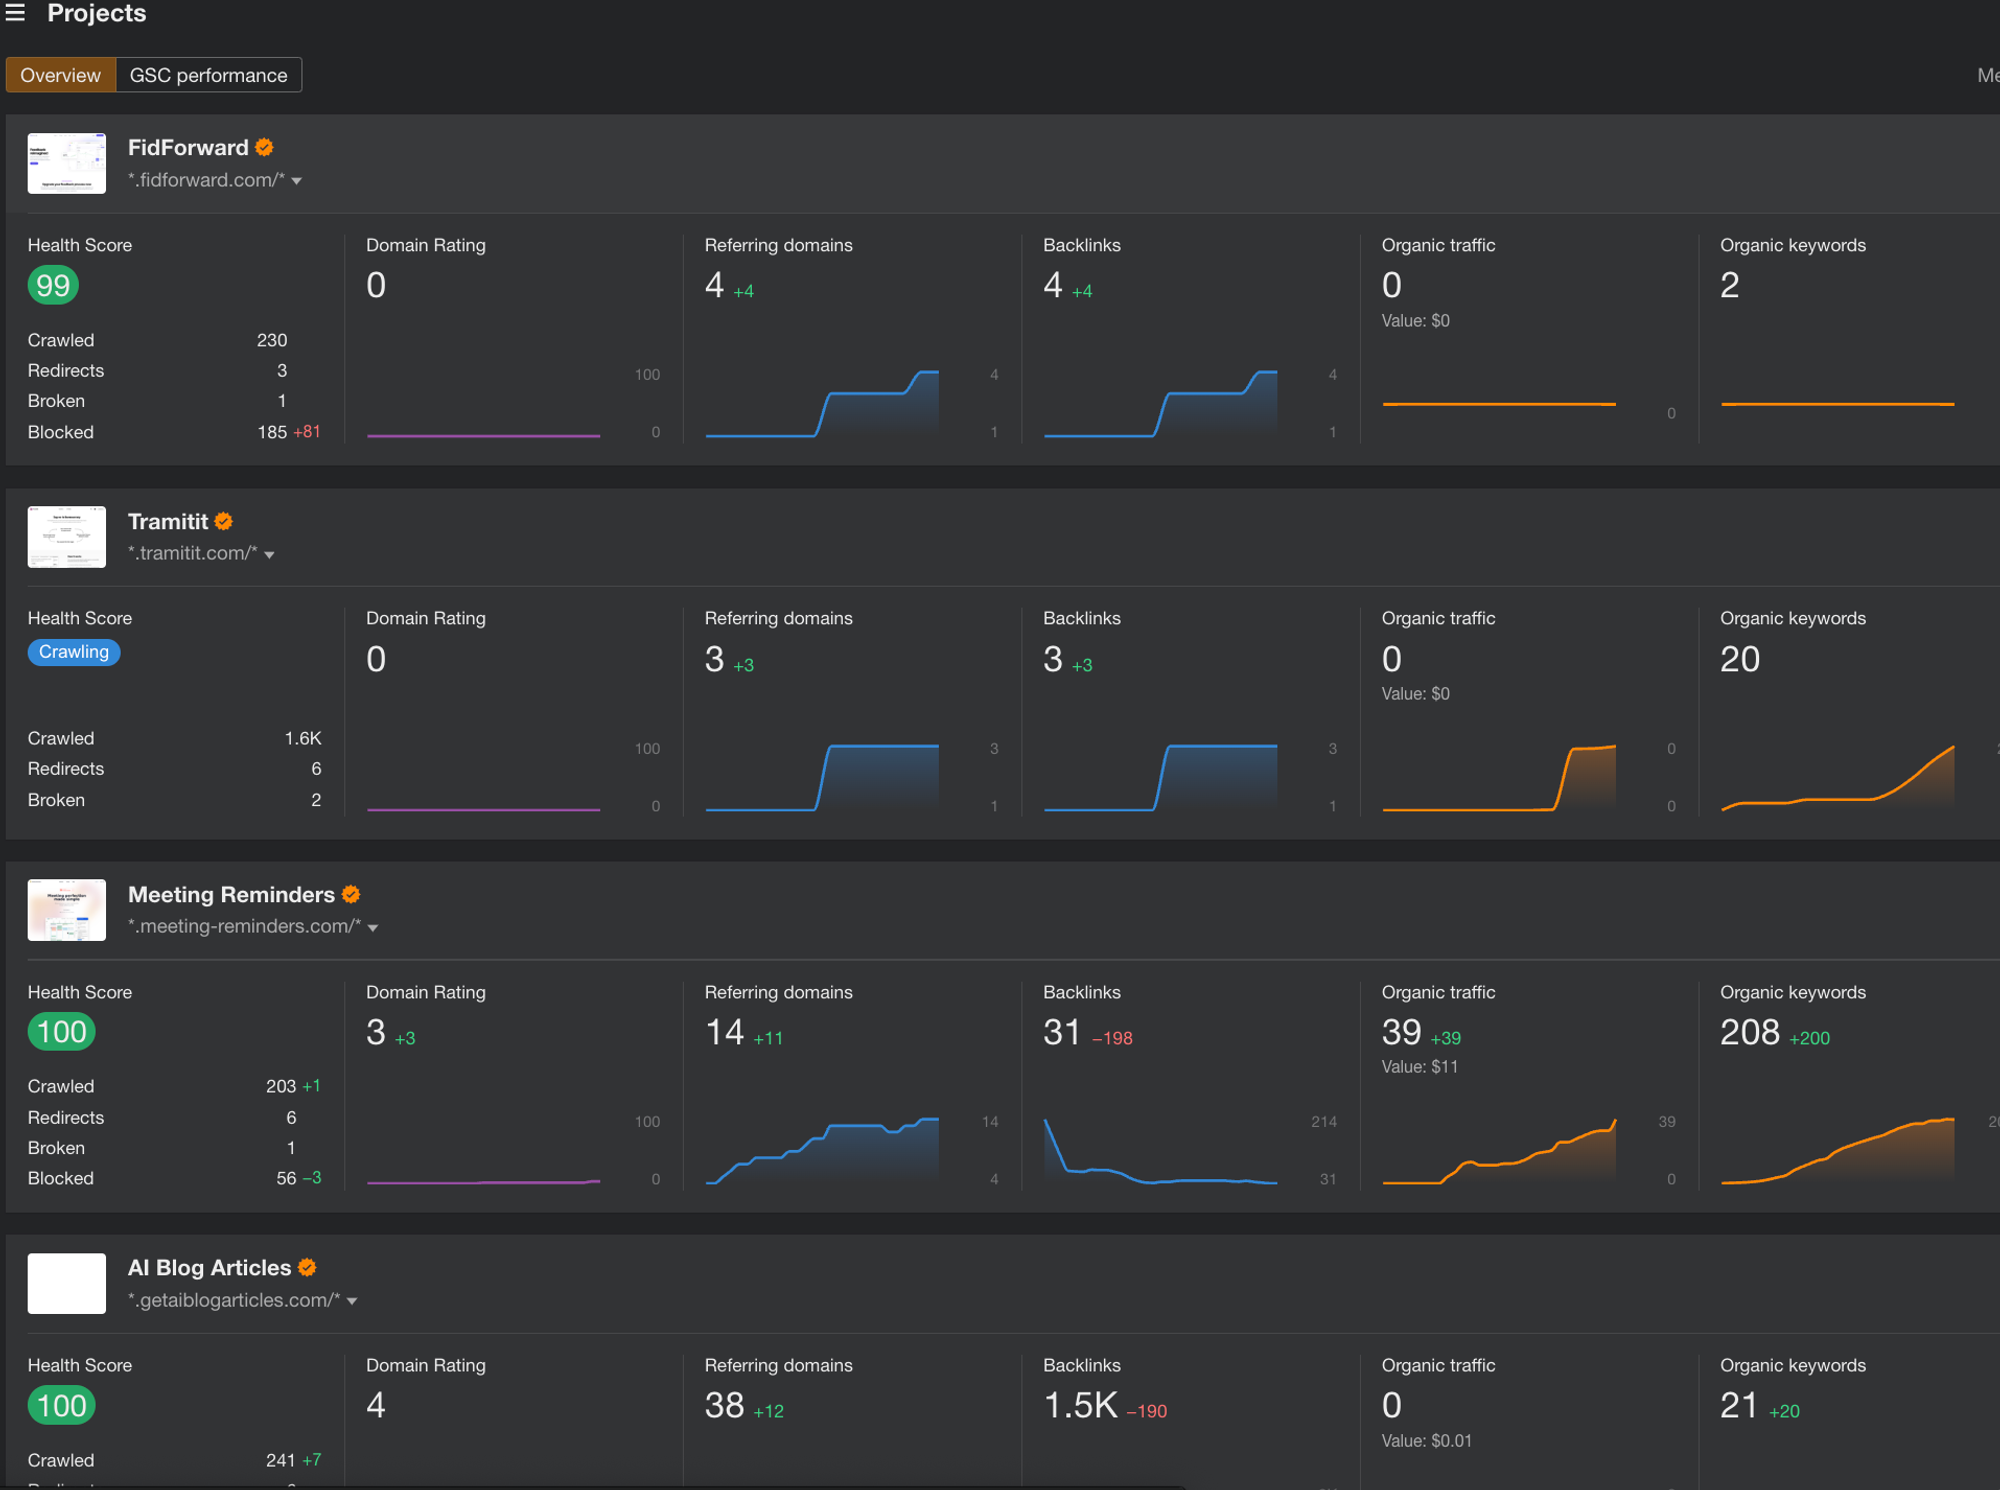 Projects
Overview
GSC performance
FidForward
*.fidforward.com/*
Health Score
99
Crawled 230
Redirects 3
Broken 1
Blocked 185 +81
Domain Rating
0
100
0
Referring domains
4 +4
4
1
Backlinks
4 +4
4
1
Organic traffic
0
Value: $0
0
Organic keywords
2
Tramitit
*.tramitit.com/*
Health Score
Crawling
Crawled 1.6K
Redirects 6
Broken 2
Domain Rating
0
100
0
Referring domains
3 +3
3
1
Backlinks
3 +3
3
1
Organic traffic
0
Value: $0
0
0
Organic keywords
20
Meeting Reminders
*.meeting-reminders.com/*
Health Score
100
Crawled 203 +1
Redirects 6
Broken 1
Blocked 56 −3
Domain Rating
3 +3
100
0
Referring domains
14 +11
14
4
Backlinks
31 −198
214
31
Organic traffic
39 +39
Value: $11
39
0
Organic keywords
208 +200
AI Blog Articles
*.getaiblogarticles.com/*
Health Score
100
Crawled 241 +7
Domain Rating
4
Referring domains
38 +12
Backlinks
1.5K −190
Organic traffic
0
Value: $0.01
Organic keywords
21 +20